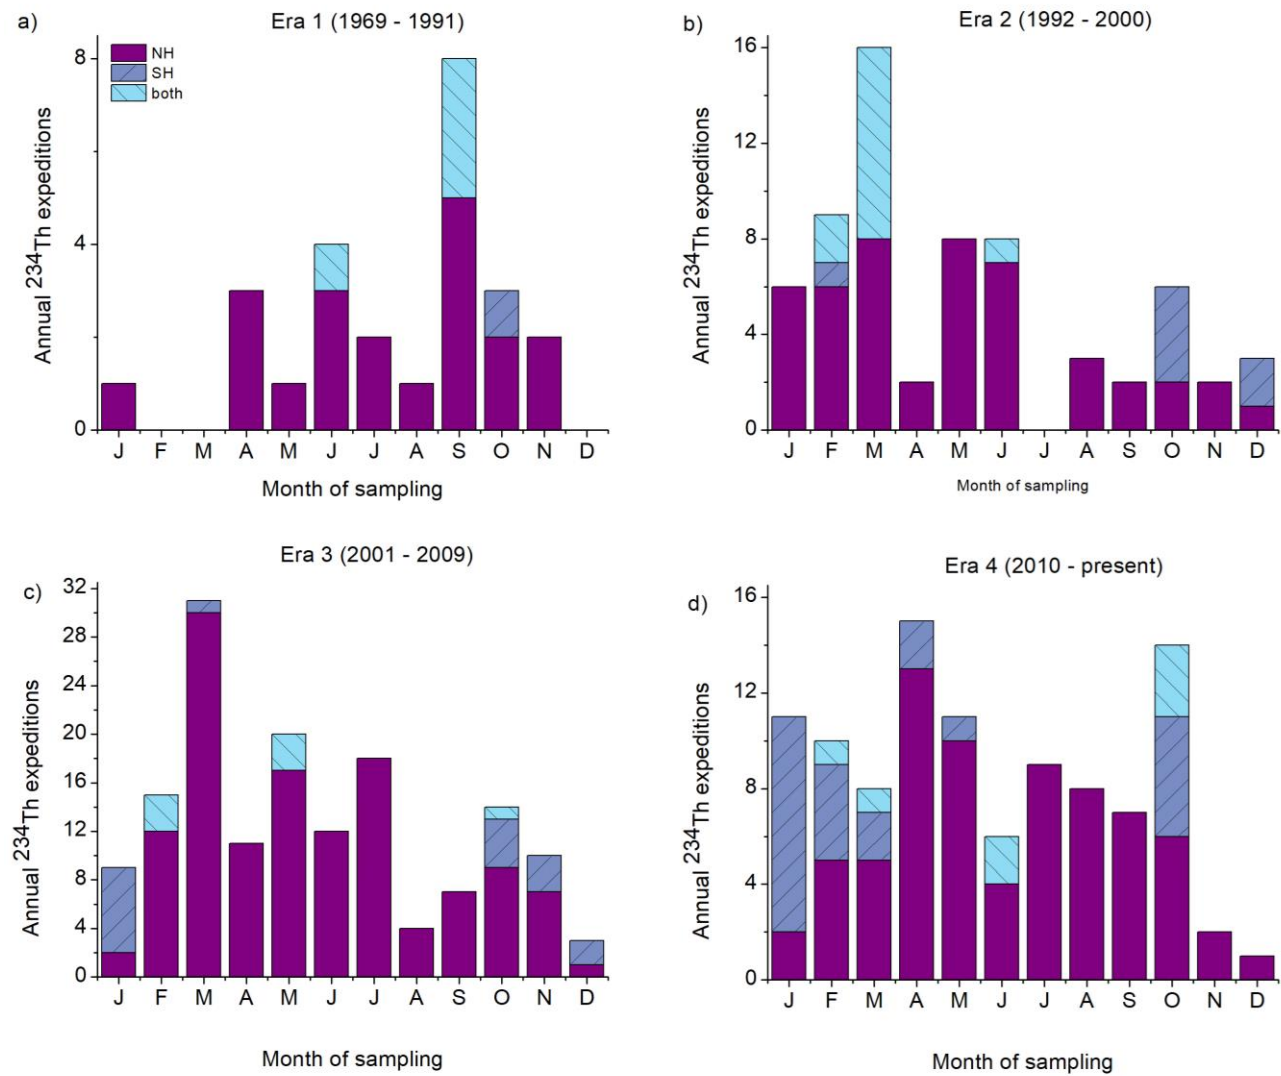 a)
Era 1 (1969 - 1991)
NH
SH
both
8
4
0
Annual ²³⁴Th expeditions
J F M A M J J A S O N D
Month of sampling
b)
Era 2 (1992 - 2000)
16
12
8
4
0
Annual ²³⁴Th expeditions
J F M A M J J A S O N D
Month of sampling
c)
Era 3 (2001 - 2009)
32
28
24
20
16
12
8
4
0
Annual ²³⁴Th expeditions
J F M A M J J A S O N D
Month of sampling
d)
Era 4 (2010 - present)
16
12
8
4
0
Annual ²³⁴Th expeditions
J F M A M J J A S O N D
Month of sampling